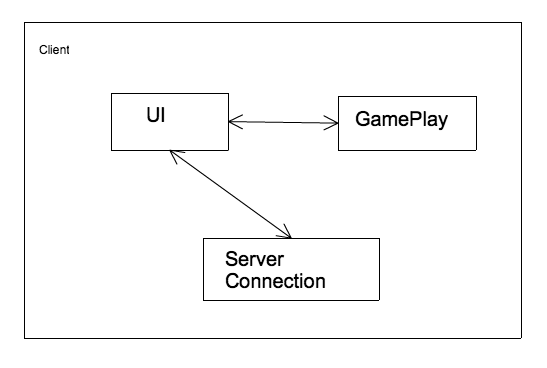 Client
UI
GamePlay
Server
Connection